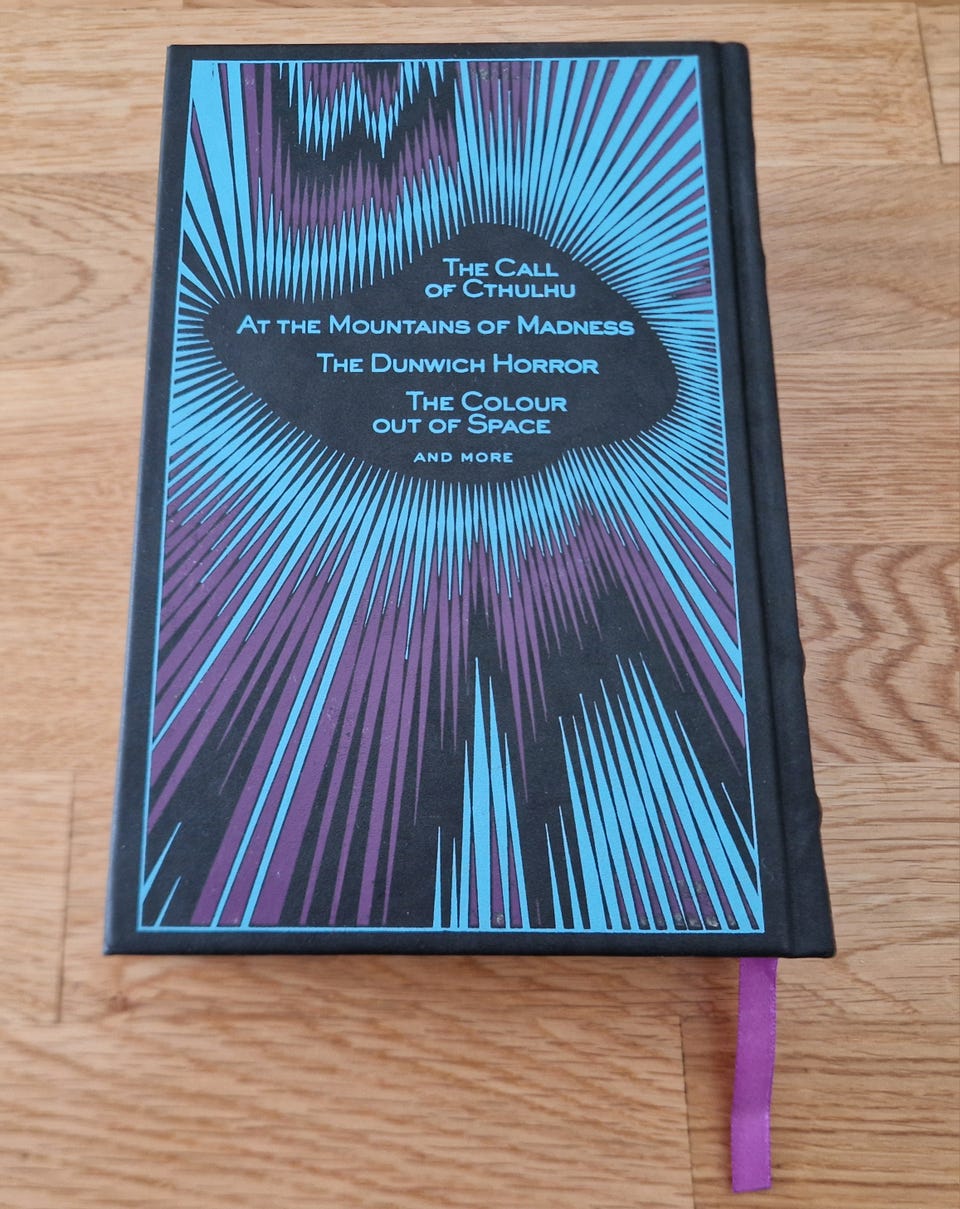 The Call
of Cthulhu
At the Mountains of Madness
The Dunwich Horror
The Colour
out of Space
and more